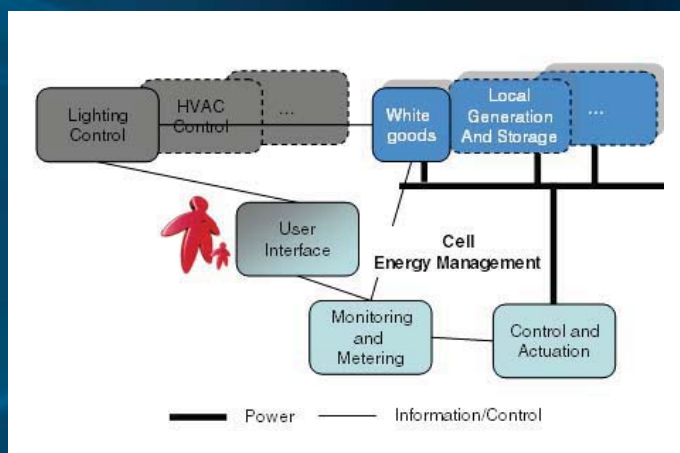 Lighting
Control
HVAC
Control
...
White
goods
Local
Generation
And Storage
...
User
Interface
Cell
Energy Management
Monitoring
and
Metering
Control and
Actuation
Power
Information/Control